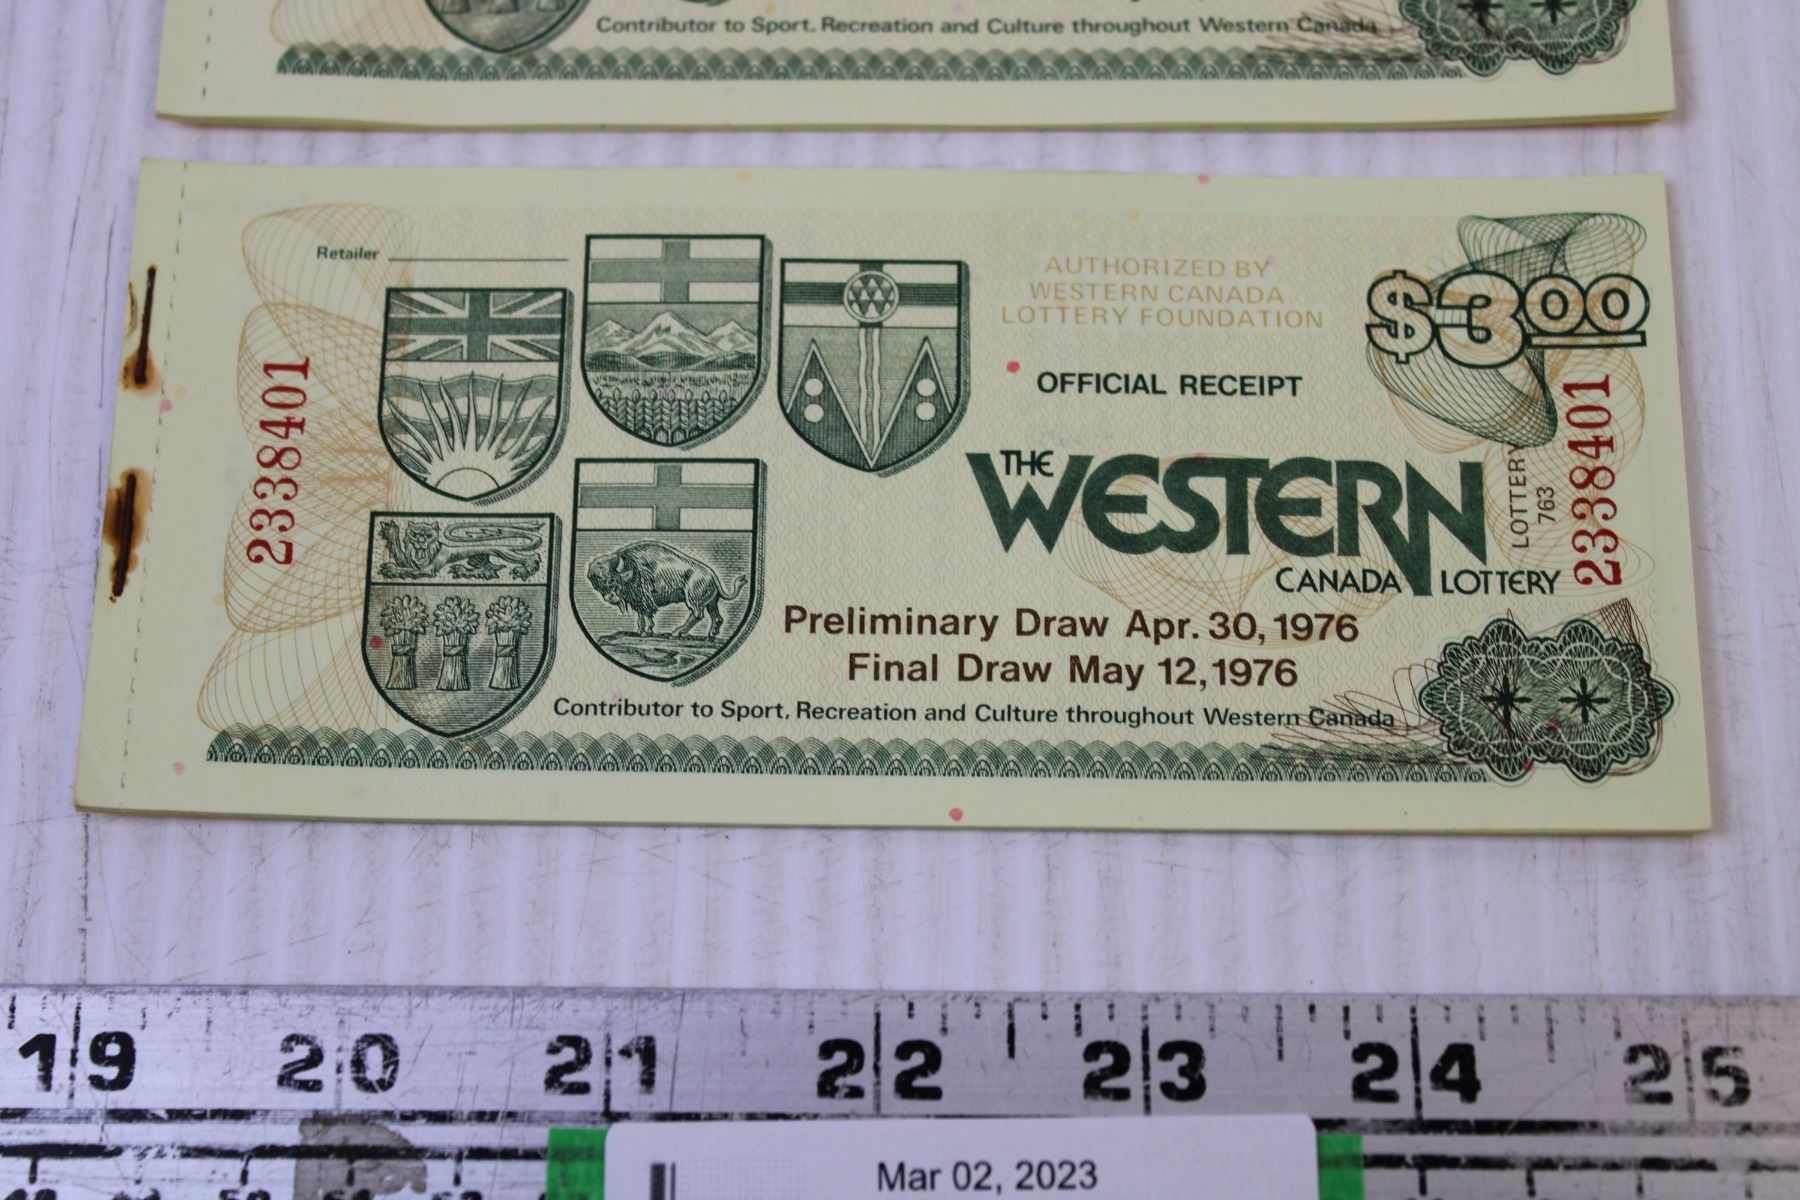 Contributor to Sport, Recreation and Culture throughout Western Canada
Retailer
AUTHORIZED BY
WESTERN CANADA
LOTTERY FOUNDATION
$3.00
OFFICIAL RECEIPT
2338401
THE
WESTERN
CANADA LOTTERY
LOTTERY
763
2338401
Preliminary Draw Apr. 30, 1976
Final Draw May 12, 1976
Contributor to Sport, Recreation and Culture throughout Western Canada
19 20 21 22 23 24 25
Mar 02, 2023